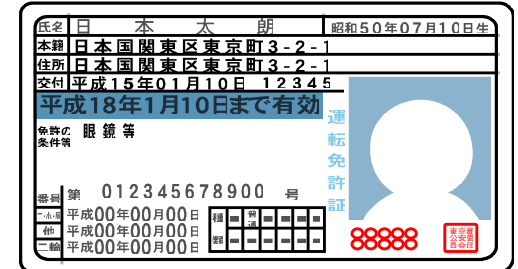 氏名 日本太朗 昭和50年07月10日生
本籍 日本国関東区東京町3-2-1
住所 日本国関東区東京町3-2-1
交付 平成15年01月10日 12345
平成18年1月10日まで有効
免許の
条件等
眼鏡等
運転免許証
番号 第 012345678900 号
二・小・原 平成00年00月00日
他 平成00年00月00日
二輪 平成00年00月00日
種類
普通
88888